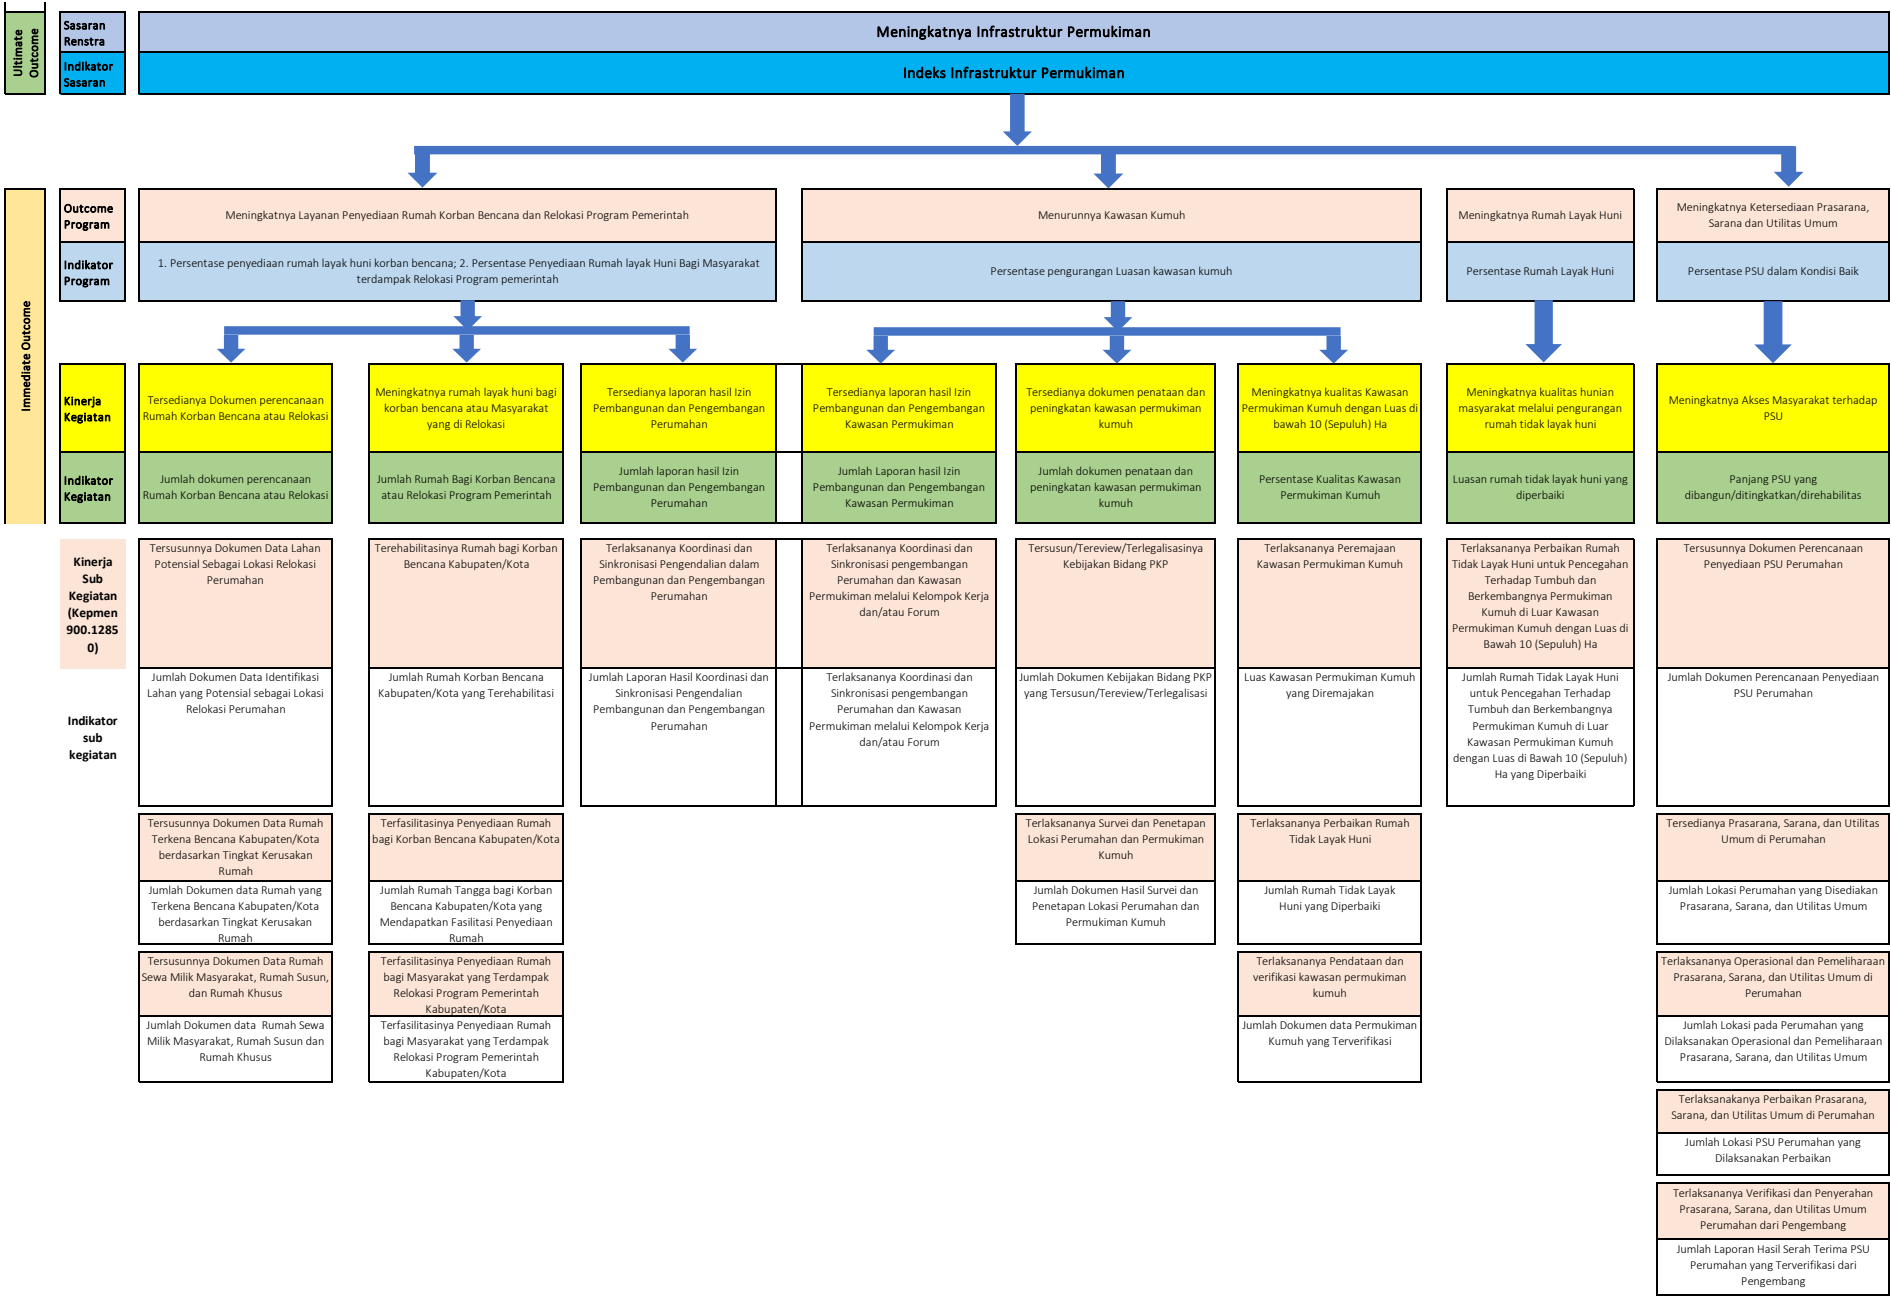 Ultimate
Outcome
Sasaran
Renstra
Meningkatnya Infrastruktur Permukiman
Indikator
Sasaran
Indeks Infrastruktur Permukiman
Immediate Outcome
Outcome
Program
Meningkatnya Layanan Penyediaan Rumah Korban Bencana dan Relokasi Program Pemerintah
Menurunnya Kawasan Kumuh
Meningkatnya Rumah Layak Huni
Meningkatnya Ketersediaan Prasarana,
Sarana dan Utilitas Umum
Indikator
Program
1. Persentase penyediaan rumah layak huni korban bencana; 2. Persentase Penyediaan Rumah layak Huni Bagi Masyarakat
terdampak Relokasi Program pemerintah
Persentase pengurangan Luasan kawasan kumuh
Persentase Rumah Layak Huni
Persentase PSU dalam Kondisi Baik
Kinerja
Kegiatan
Tersedianya Dokumen perencanaan
Rumah Korban Bencana atau Relokasi
Meningkatnya rumah layak huni bagi
korban bencana atau Masyarakat
yang di Relokasi
Tersedianya laporan hasil Izin
Pembangunan dan Pengembangan
Perumahan
Tersedianya laporan hasil Izin
Pembangunan dan Pengembangan
Kawasan Permukiman
Tersedianya dokumen penataan dan
peningkatan kawasan permukiman
kumuh
Meningkatnya kualitas Kawasan
Permukiman Kumuh dengan Luas di
bawah 10 (Sepuluh) Ha
Meningkatnya kualitas hunian
masyarakat melalui pengurangan
rumah tidak layak huni
Meningkatnya Akses Masyarakat terhadap
PSU
Indikator
Kegiatan
Jumlah dokumen perencanaan
Rumah Korban Bencana atau Relokasi
Jumlah Rumah Bagi Korban Bencana
atau Relokasi Program Pemerintah
Jumlah laporan hasil Izin
Pembangunan dan Pengembangan
Perumahan
Jumlah Laporan hasil Izin
Pembangunan dan Pengembangan
Kawasan Permukiman
Jumlah dokumen penataan dan
peningkatan kawasan permukiman
kumuh
Persentase Kualitas Kawasan
Permukiman Kumuh
Luasan rumah tidak layak huni yang
diperbaiki
Panjang PSU yang
dibangun/ditingkatkan/direhabilitas
Kinerja
Sub
Kegiatan
(Kepmen
900.1285
0)
Tersusunnya Dokumen Data Lahan
Potensial Sebagai Lokasi Relokasi
Perumahan
Terehabilitasinya Rumah bagi Korban
Bencana Kabupaten/Kota
Terlaksananya Koordinasi dan
Sinkronisasi Pengendalian dalam
Pembangunan dan Pengembangan
Perumahan
Terlaksananya Koordinasi dan
Sinkronisasi pengembangan
Perumahan dan Kawasan
Permukiman melalui Kelompok Kerja
dan/atau Forum
Tersusun/Tereview/Terlegalisasinya
Kebijakan Bidang PKP
Terlaksananya Peremajaan
Kawasan Permukiman Kumuh
Terlaksananya Perbaikan Rumah
Tidak Layak Huni untuk Pencegahan
Terhadap Tumbuh dan
Berkembangnya Permukiman
Kumuh di Luar Kawasan
Permukiman Kumuh dengan Luas di
Bawah 10 (Sepuluh) Ha
Tersusunnya Dokumen Perencanaan
Penyediaan PSU Perumahan
Indikator
sub
kegiatan
Jumlah Dokumen Data Identifikasi
Lahan yang Potensial sebagai Lokasi
Relokasi Perumahan
Jumlah Rumah Korban Bencana
Kabupaten/Kota yang Terehabilitasi
Jumlah Laporan Hasil Koordinasi dan
Sinkronisasi Pengendalian
Pembangunan dan Pengembangan
Perumahan
Terlaksananya Koordinasi dan
Sinkronisasi pengembangan
Perumahan dan Kawasan
Permukiman melalui Kelompok Kerja
dan/atau Forum
Jumlah Dokumen Kebijakan Bidang PKP
yang Tersusun/Tereview/Terlegalisasi
Luas Kawasan Permukiman Kumuh
yang Diremajakan
Jumlah Rumah Tidak Layak Huni
untuk Pencegahan Terhadap
Tumbuh dan Berkembangnya
Permukiman Kumuh di Luar
Kawasan Permukiman Kumuh
dengan Luas di Bawah 10 (Sepuluh)
Ha yang Diperbaiki
Jumlah Dokumen Perencanaan Penyediaan
PSU Perumahan
Tersusunnya Dokumen Data Rumah
Terkena Bencana Kabupaten/Kota
berdasarkan Tingkat Kerusakan
Rumah
Terfasilitasinya Penyediaan Rumah
bagi Korban Bencana Kabupaten/Kota
Terlaksananya Survei dan Penetapan
Lokasi Perumahan dan Permukiman
Kumuh
Terlaksananya Perbaikan Rumah
Tidak Layak Huni
Tersedianya Prasarana, Sarana, dan Utilitas
Umum di Perumahan
Jumlah Dokumen data Rumah yang
Terkena Bencana Kabupaten/Kota
berdasarkan Tingkat Kerusakan
Rumah
Jumlah Rumah Tangga bagi Korban
Bencana Kabupaten/Kota yang
Mendapatkan Fasilitasi Penyediaan
Rumah
Jumlah Dokumen Hasil Survei dan
Penetapan Lokasi Perumahan dan
Permukiman Kumuh
Jumlah Rumah Tidak Layak
Huni yang Diperbaiki
Jumlah Lokasi Perumahan yang Disediakan
Prasarana, Sarana, dan Utilitas Umum
Tersusunnya Dokumen Data Rumah
Sewa Milik Masyarakat, Rumah Susun,
dan Rumah Khusus
Terfasilitasinya Penyediaan Rumah
bagi Masyarakat yang Terdampak
Relokasi Program Pemerintah
Kabupaten/Kota
Terlaksananya Pendataan dan
verifikasi kawasan permukiman
kumuh
Terlaksananya Operasional dan Pemeliharaan
Prasarana, Sarana, dan Utilitas Umum di
Perumahan
Jumlah Dokumen data  Rumah Sewa
Milik Masyarakat, Rumah Susun dan
Rumah Khusus
Terfasilitasinya Penyediaan Rumah
bagi Masyarakat yang Terdampak
Relokasi Program Pemerintah
Kabupaten/Kota
Jumlah Dokumen data Permukiman
Kumuh yang Terverifikasi
Jumlah Lokasi pada Perumahan yang
Dilaksanakan Operasional dan Pemeliharaan
Prasarana, Sarana, dan Utilitas Umum
Terlaksanakanya Perbaikan Prasarana,
Sarana, dan Utilitas Umum di Perumahan
Jumlah Lokasi PSU Perumahan yang
Dilaksanakan Perbaikan
Terlaksananya Verifikasi dan Penyerahan
Prasarana, Sarana, dan Utilitas Umum
Perumahan dari Pengembang
Jumlah Laporan Hasil Serah Terima PSU
Perumahan yang Terverifikasi dari
Pengembang